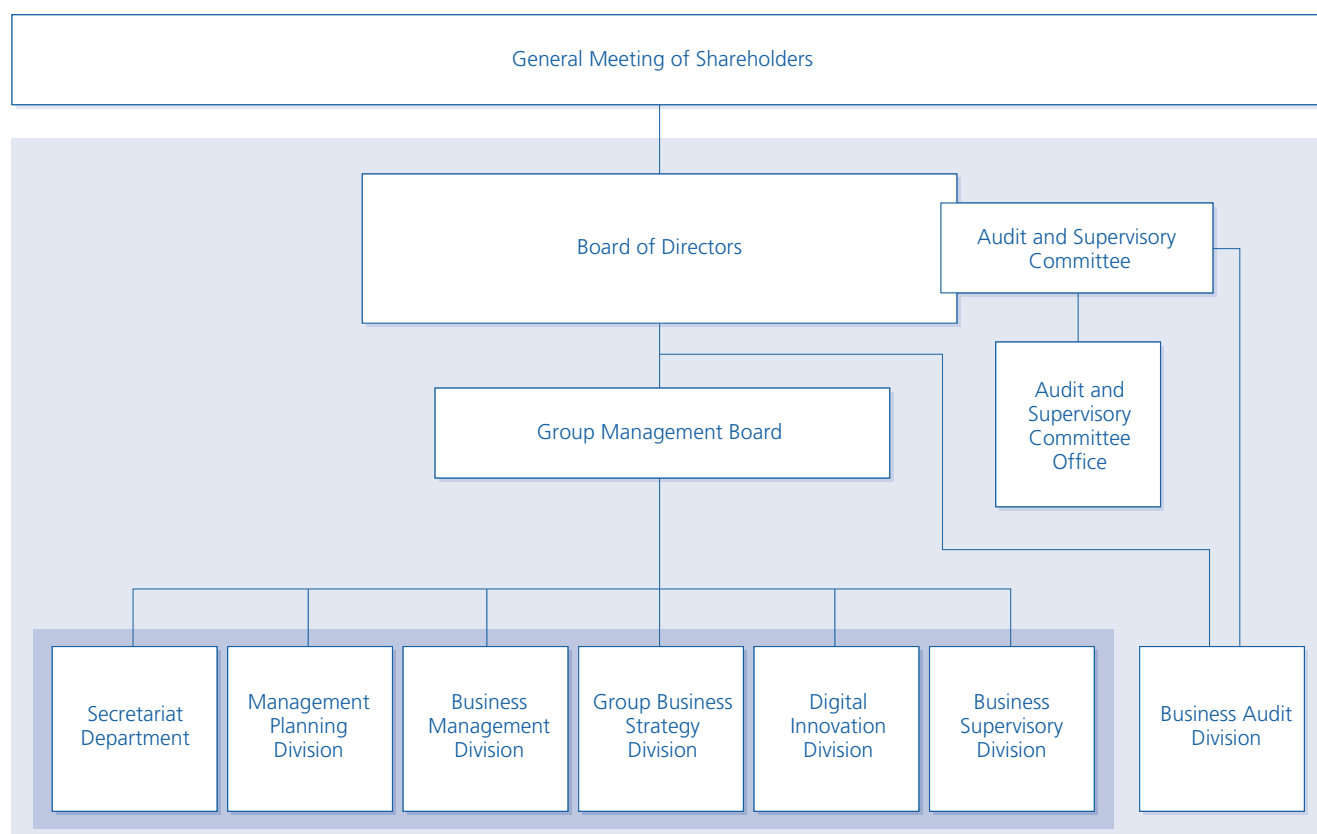 General Meeting of Shareholders
Board of Directors
Audit and Supervisory
Committee
Audit and
Supervisory
Committee
Office
Group Management Board
Secretariat
Department
Management
Planning
Division
Business
Management
Division
Group Business
Strategy
Division
Digital
Innovation
Division
Business
Supervisory
Division
Business Audit
Division